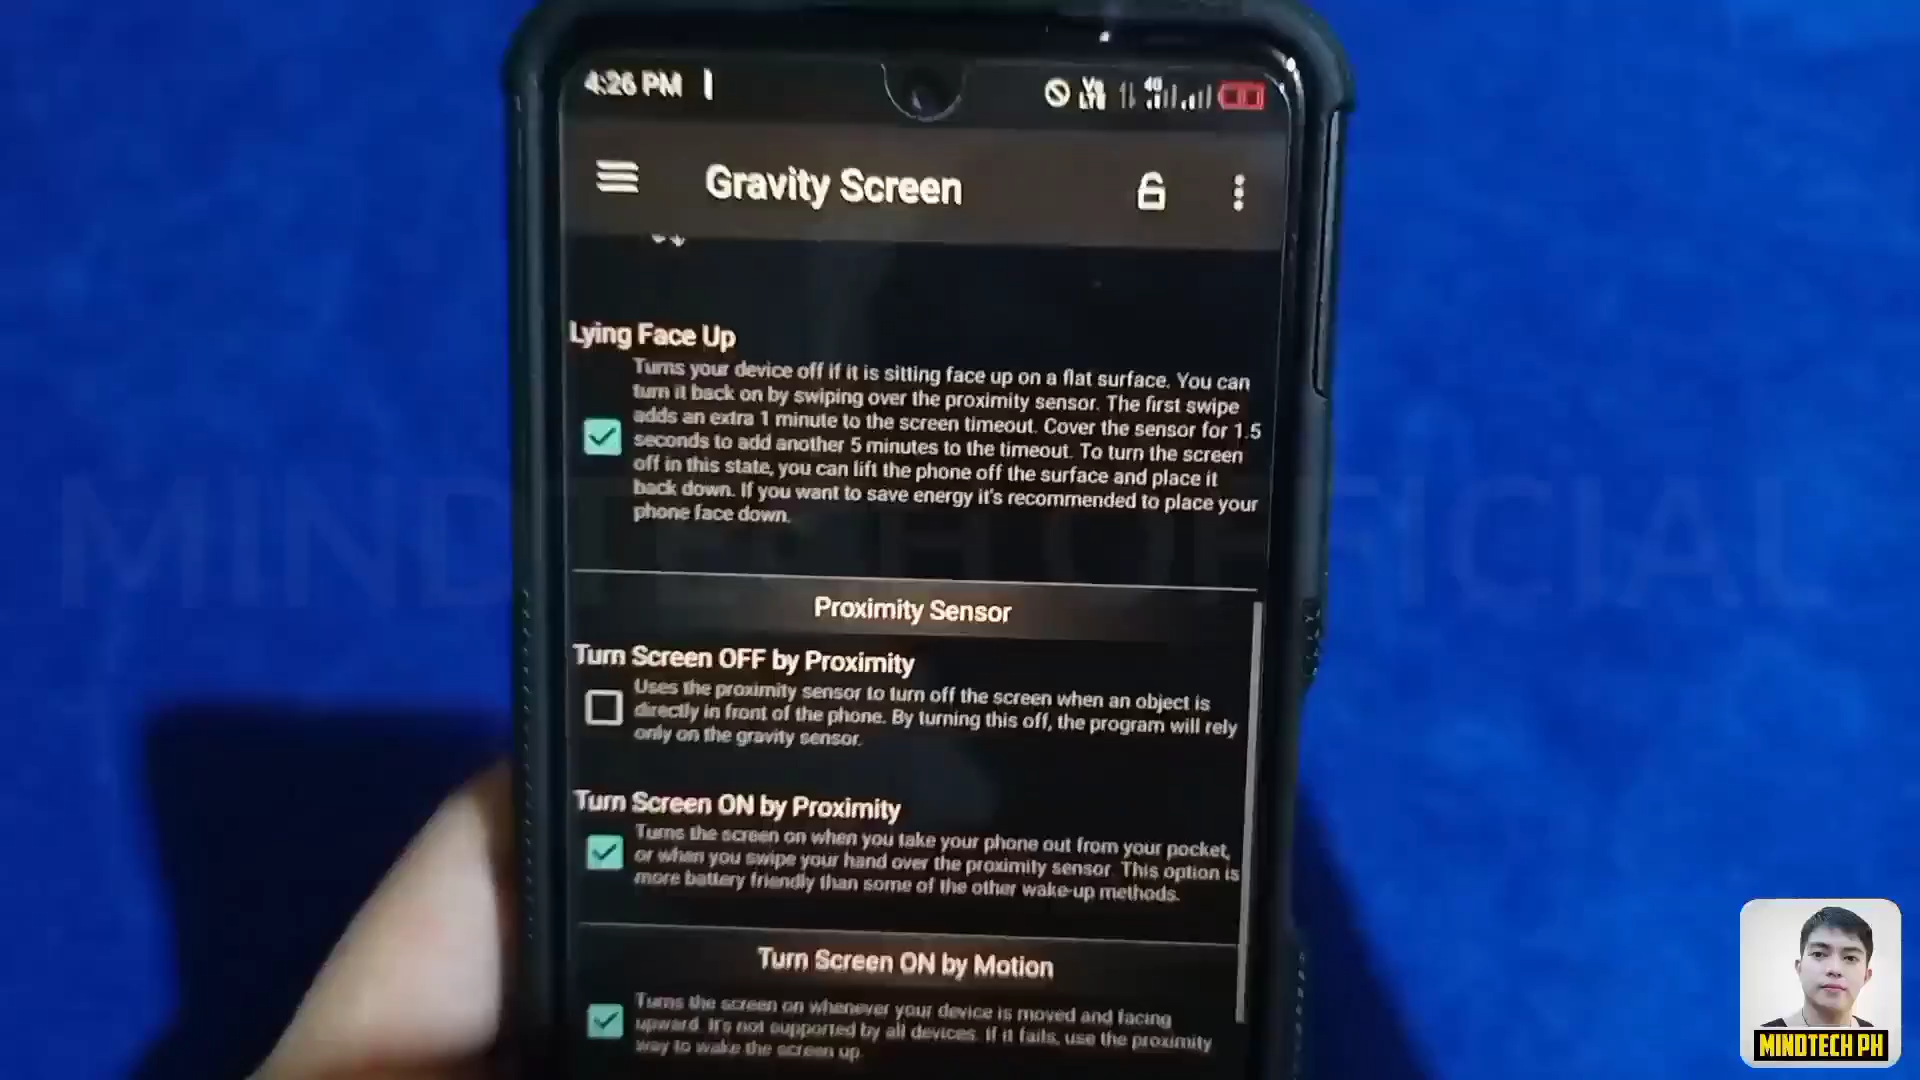 4:26 PM
Vo
LTE
4G
Gravity Screen
Lying Face Up
Turns your device off if it is sitting face up on a flat surface. You can
turn it back on by swiping over the proximity sensor. The first swipe
adds an extra 1 minute to the screen timeout. Cover the sensor for 1.5
seconds to add another 5 minutes to the timeout. To turn the screen
off in this state, you can lift the phone off the surface and place it
back down. If you want to save energy it's recommended to place your
phone face down.
MINDTECH OFFICIAL
Proximity Sensor
Turn Screen OFF by Proximity
Uses the proximity sensor to turn off the screen when an object is
directly in front of the phone. By turning this off, the program will rely
only on the gravity sensor.
Turn Screen ON by Proximity
Turns the screen on when you take your phone out from your pocket,
or when you swipe your hand over the proximity sensor. This option is
more battery friendly than some of the other wake-up methods.
Turn Screen ON by Motion
Turns the screen on whenever your device is moved and facing
upward. It's not supported by all devices. If it fails, use the proximity
way to wake the screen up.
MINDTECH PH